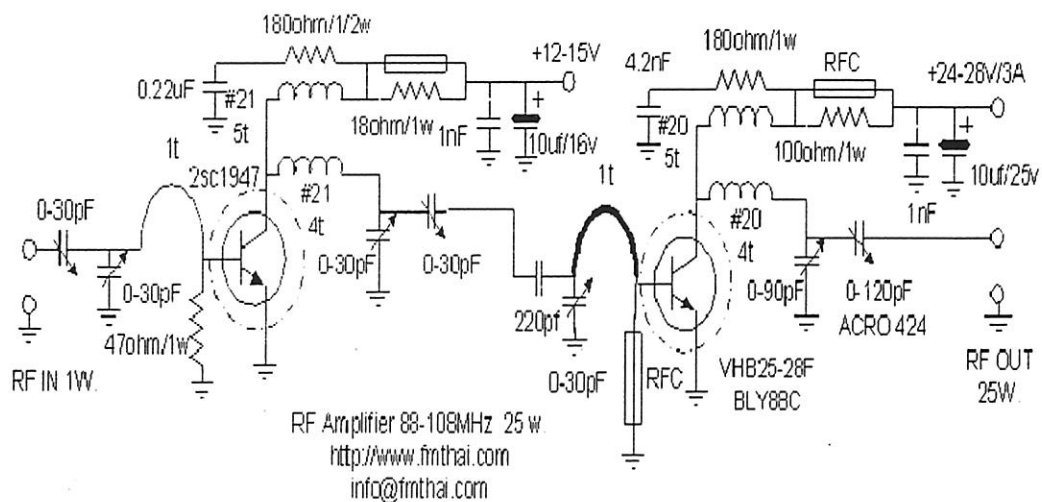 180ohm/1/2w
+12-15V
0.22uF
#21
5t
18ohm/1w
1nF
10uf/16v
180ohm/1w
RFC
+24-28V/3A
4.2nF
#20
5t
100ohm/1w
10uf/25v
1nF
1t
2sc1947
#21
4t
1t
#20
4t
0-30pF
0-30pF
0-30pF
0-30pF
220pf
0-30pF
0-90pF
0-120pF
ACRO 424
47ohm/1w
RF IN 1W.
RFC
VHB25-28F
BLY88C
RF OUT
25W.
RF Amplifier 88-108MHz 25 w.
http://www.fmthai.com
info@fmthai.com